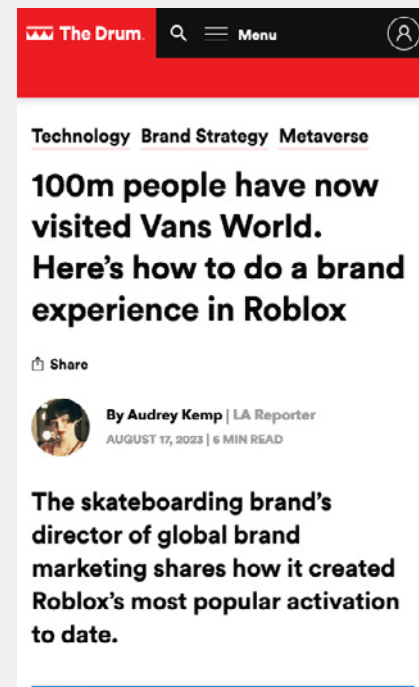 The Drum.
Menu
Technology Brand Strategy Metaverse
100m people have now
visited Vans World.
Here’s how to do a brand
experience in Roblox
Share
By Audrey Kemp | LA Reporter
AUGUST 17, 2023 | 6 MIN READ
The skateboarding brand’s
director of global brand
marketing shares how it created
Roblox’s most popular activation
to date.